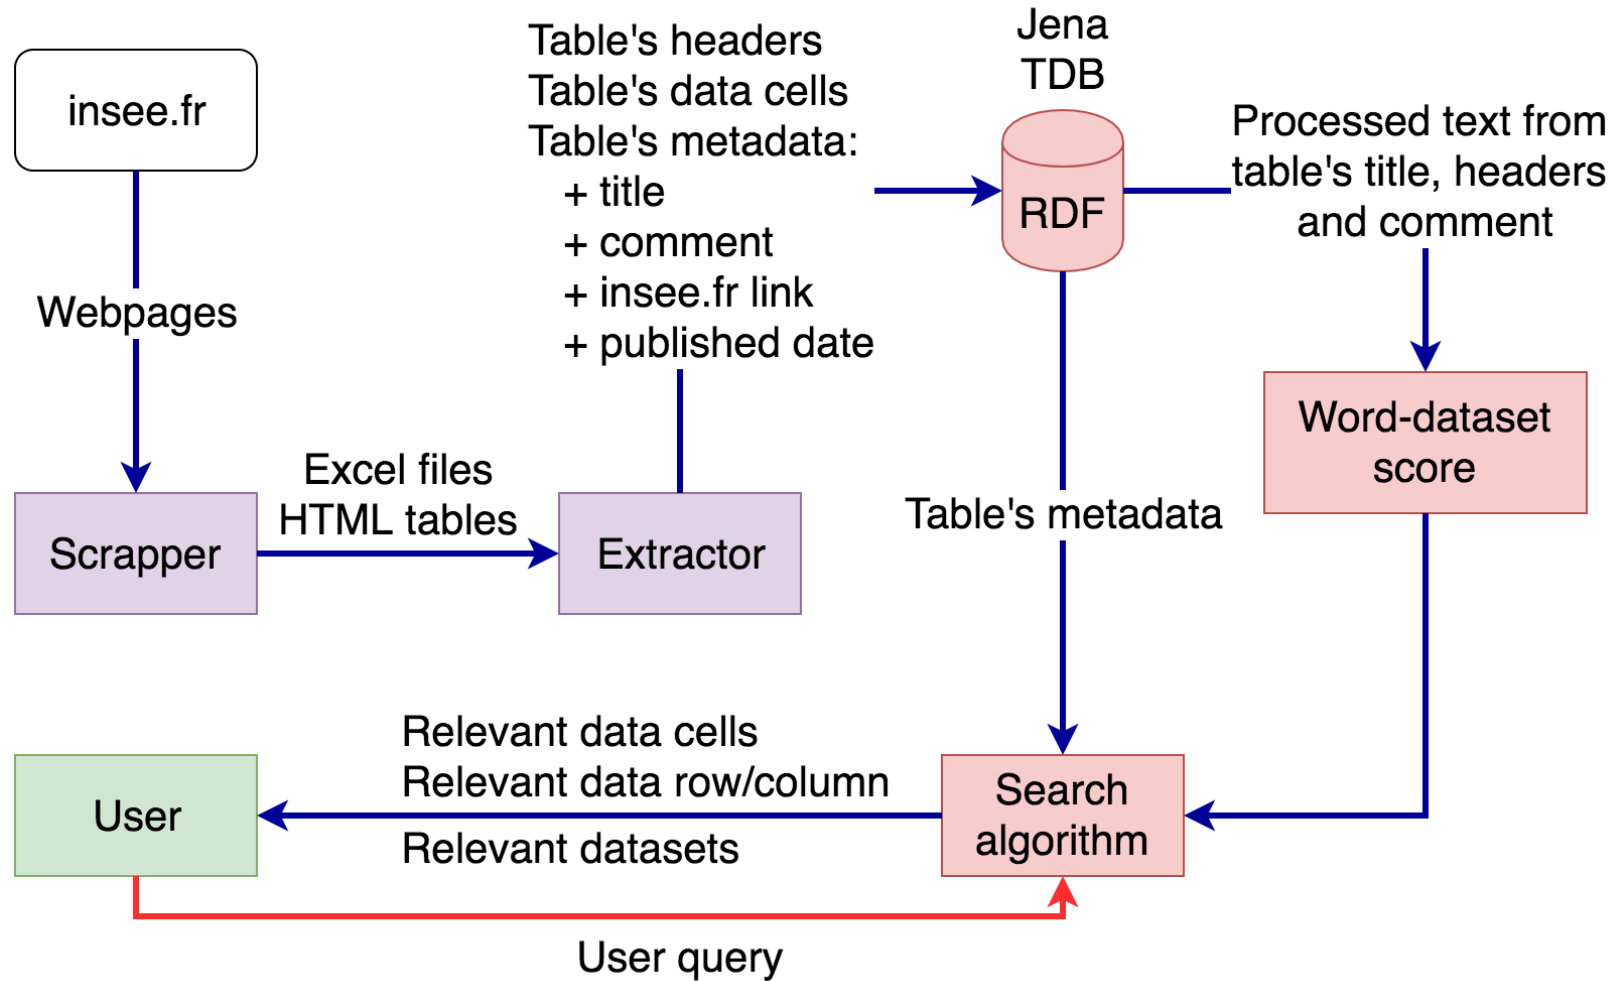 insee.fr
Webpages
Scrapper
Excel files
HTML tables
Extractor
Table's headers
Table's data cells
Table's metadata:
+ title
+ comment
+ insee.fr link
+ published date
Jena
TDB
RDF
Processed text from
table's title, headers
and comment
Word-dataset
score
Table's metadata
Search
algorithm
Relevant data cells
Relevant data row/column
Relevant datasets
User
User query